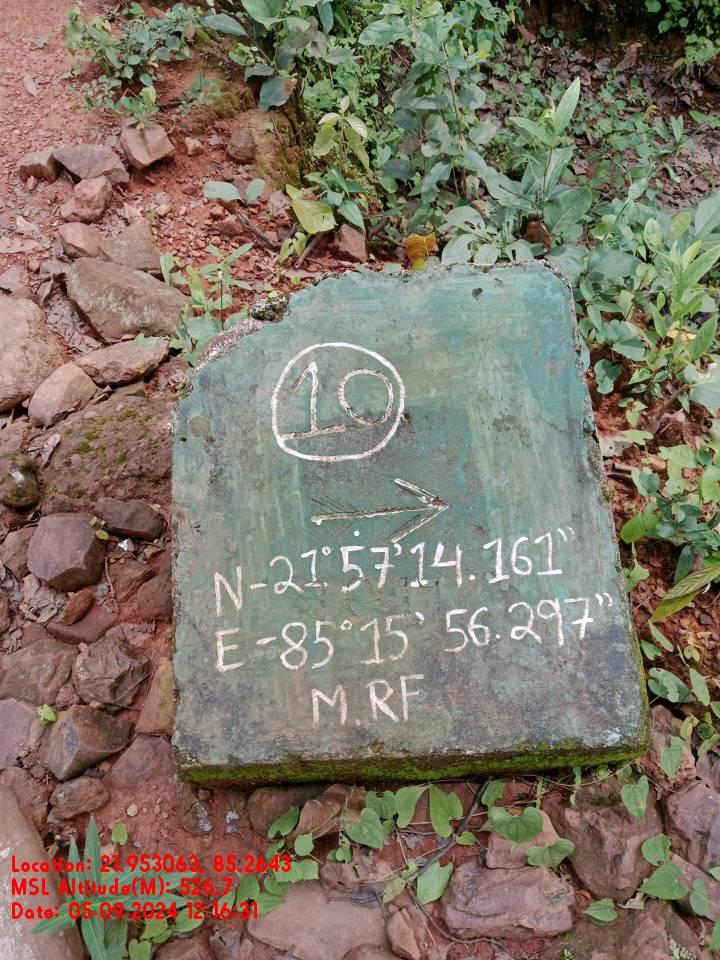 10
→
N-21°57'14.161"
E-85°15' 56.297"
M.RF
Location: 21.953063, 85.2643
MSL Altitude(M): 526.7
Date: 05-09-2024 12:16:31